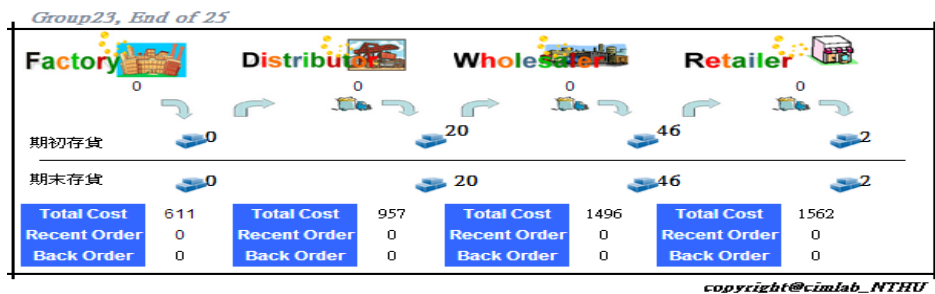 Group23, End of 25
Factory Distributor Wholesaler Retailer
0 0 0 0
期初存貨 0 20 46 2
期末存貨 0 20 46 2
Total Cost 611 Total Cost 957 Total Cost 1496 Total Cost 1562
Recent Order 0 Recent Order 0 Recent Order 0 Recent Order 0
Back Order 0 Back Order 0 Back Order 0 Back Order 0
copyright@cimlab_NTHU